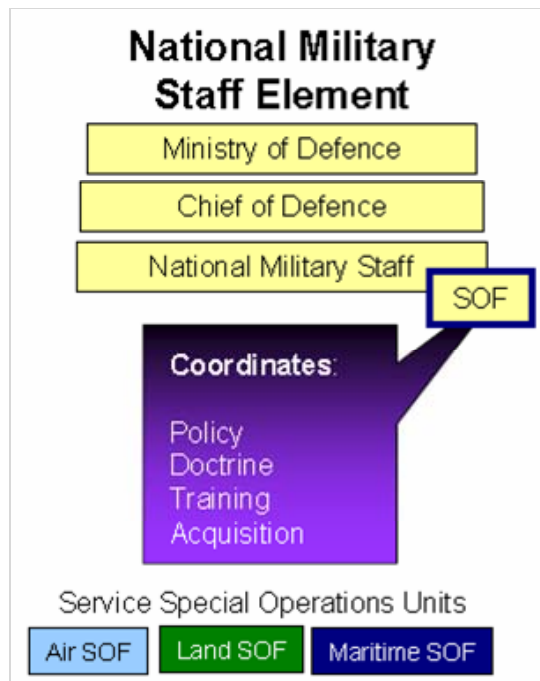 National Military
Staff Element
Ministry of Defence
Chief of Defence
National Military Staff
SOF
Coordinates:
Policy
Doctrine
Training
Acquisition
Service Special Operations Units
Air SOF
Land SOF
Maritime SOF